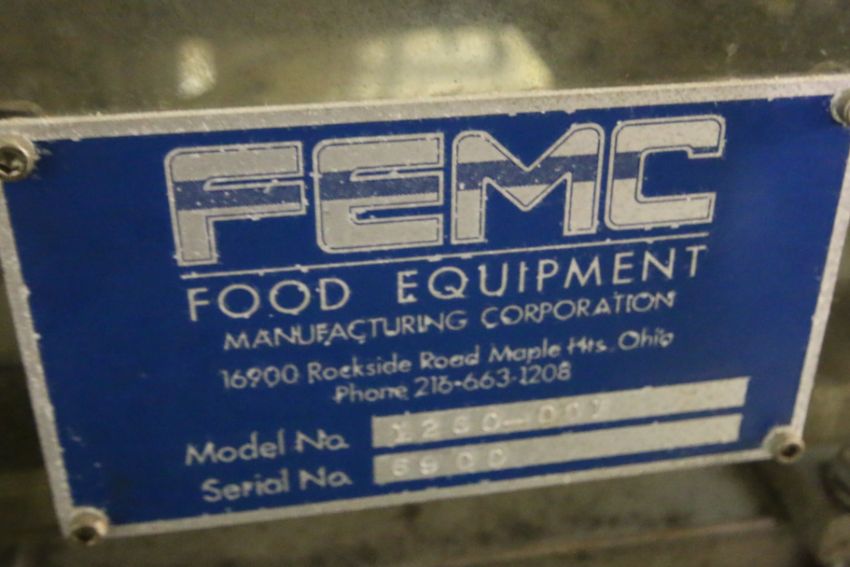 FEMC
FOOD EQUIPMENT
MANUFACTURING CORPORATION
16900 Rockside Road Maple Hts. Ohio
Phone 216•663-1208
Model No.
Serial No. 6900